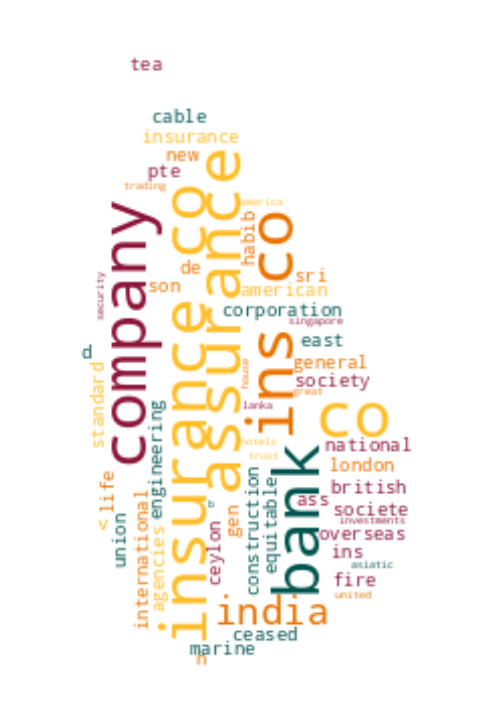 tea
cable
insurance
new
pte
trading
assurance
insurance co
america
company
ins co
habib
de
sri
son
security
american
corporation
singapore
east
d
general
house
society
standard
great
lanka
engineering
co
hotels
national
trust
bank
london
life
construction
equitable
british
international
ass
b
gen
societe
<
union
investments
ceylon
agencies
overseas
ins
asiatic
fire
united
india
ceased
marine
n